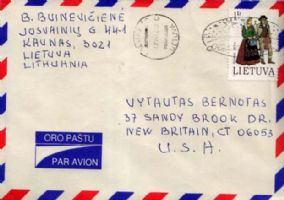 B. BUINEVIČIENE
JOSVAINIŲ G 44-1
KAUNAS, 3021
LIETUVA
LITHUANIA
LIETUVA
VYTAUTAS BERNOTAS
37 SANDY BROOK DR.
NEW BRITAIN, CT 06053
U.S.A.
ORO PAŠTU
PAR AVION